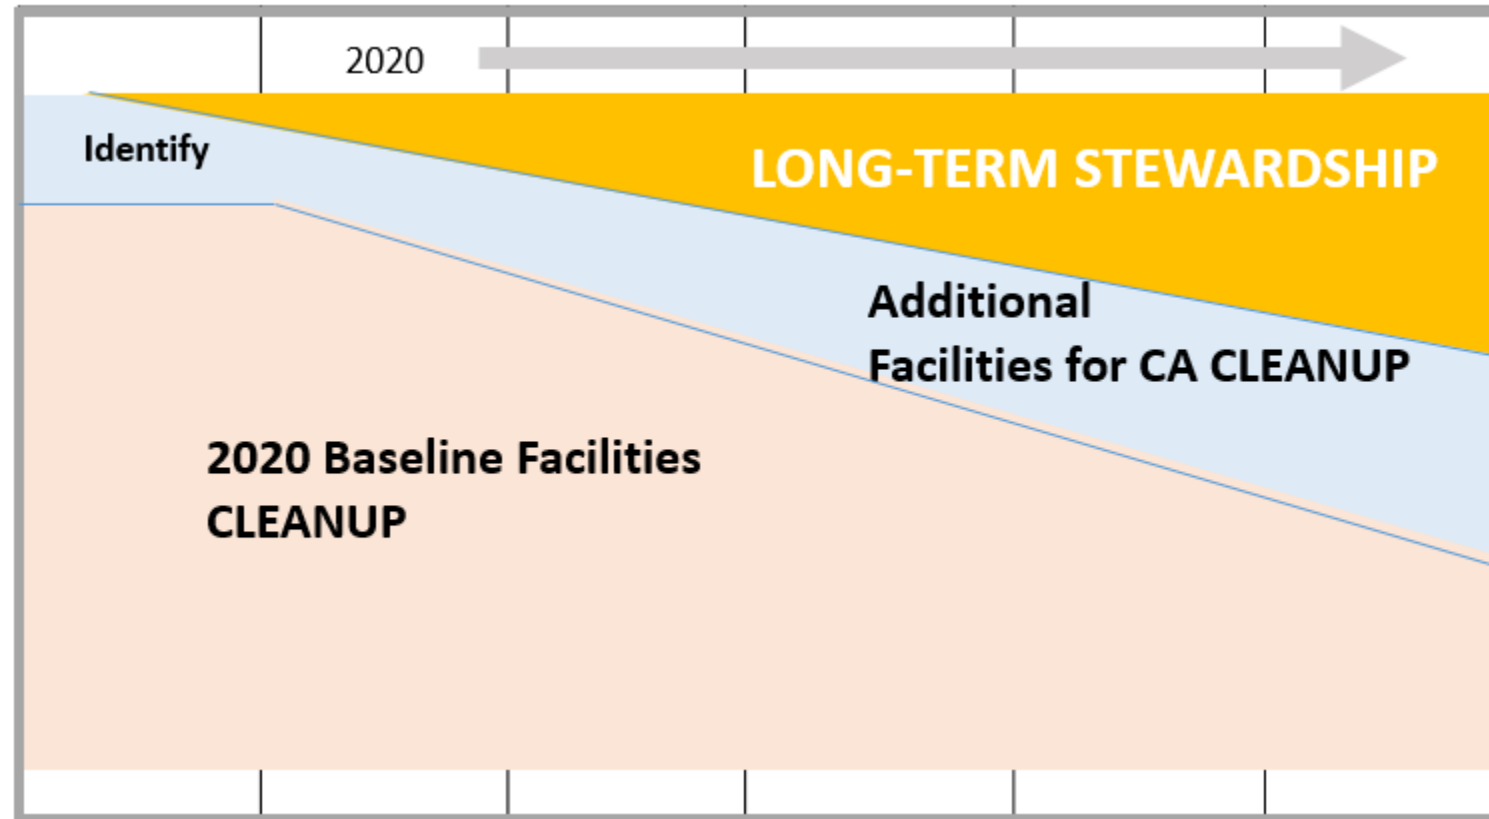 2020
Identify
LONG-TERM STEWARDSHIP
Additional
Facilities for CA CLEANUP
2020 Baseline Facilities
CLEANUP